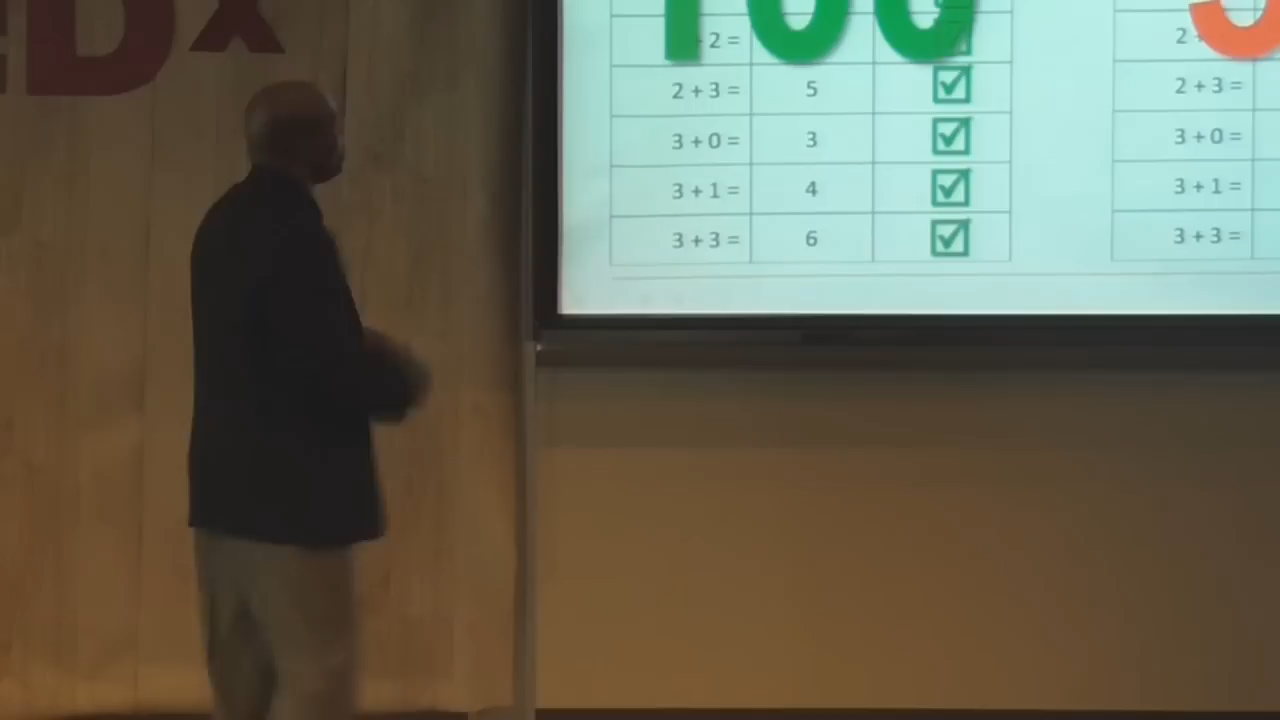 EDx
100
2 =
2 + 3 = 5
3 + 0 = 3
3 + 1 = 4
3 + 3 = 6
2
2 + 3 =
3 + 0 =
3 + 1 =
3 + 3 =